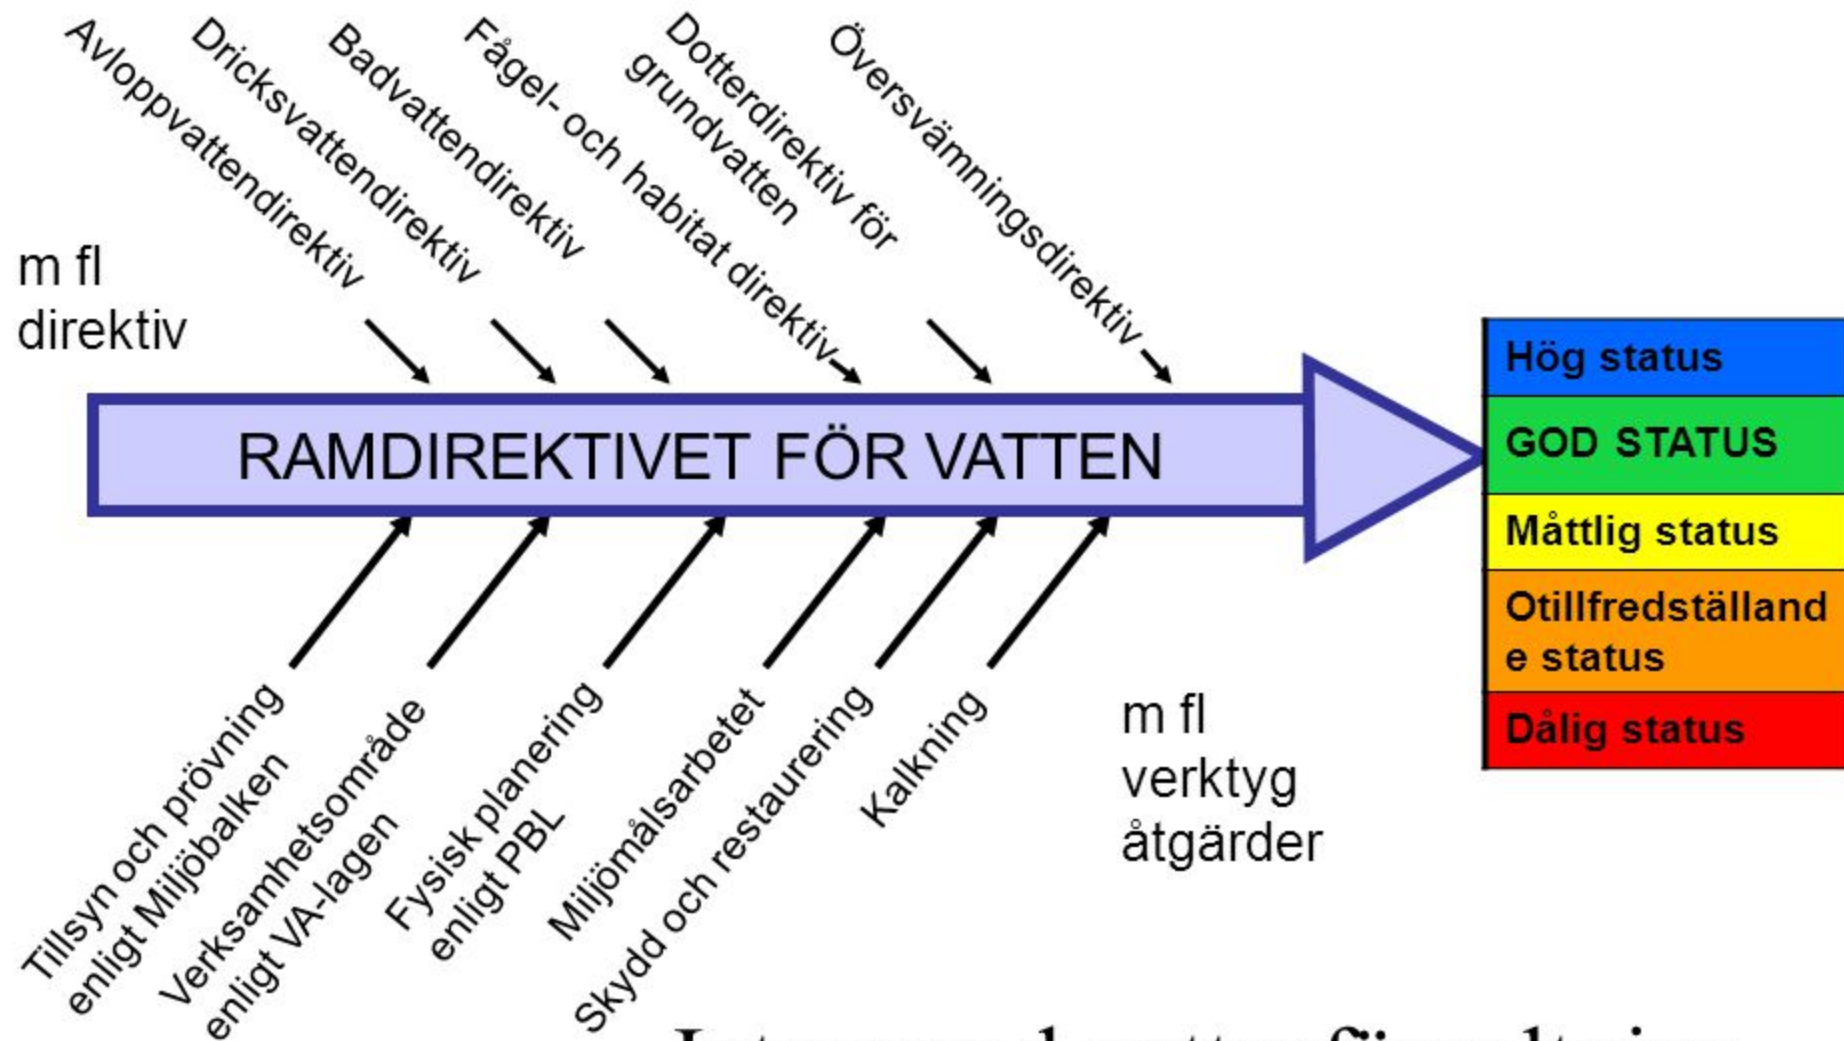 Avloppvattendirektiv
Dricksvattendirektiv
Badvattendirektiv
Fågel- och habitat direktiv
Dotterdirektiv för
grundvatten
Översvämningsdirektiv
m fl
direktiv
RAMDIREKTIVET FÖR VATTEN
Hög status
GOD STATUS
Måttlig status
Otillfredställand
e status
Dålig status
Tillsyn och prövning
enligt Miljöbalken
Verksamhetsområde
enligt VA-lagen
Fysisk planering
enligt PBL
Miljömålsarbetet
Skydd och restaurering
Kalkning
m fl
verktyg
åtgärder